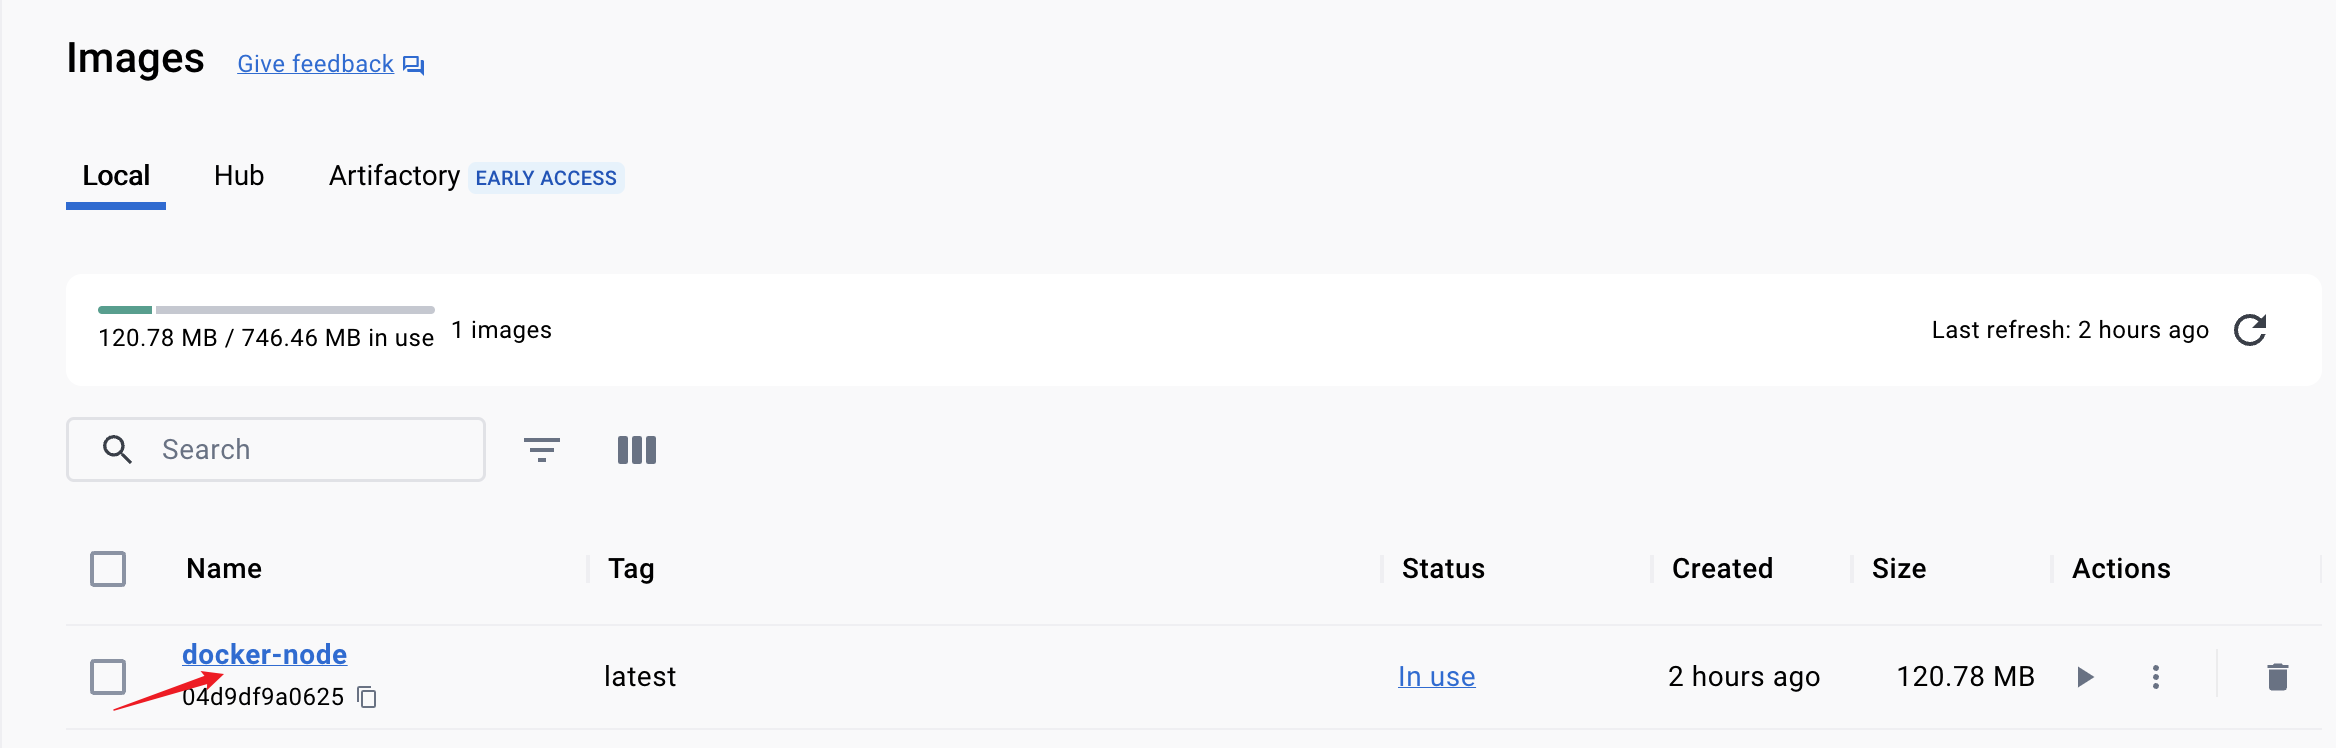 Images Give feedback
Local Hub Artifactory EARLY ACCESS
120.78 MB / 746.46 MB in use 1 images Last refresh: 2 hours ago
Search
Name Tag Status Created Size Actions
docker-node
04d9df9a0625 latest In use 2 hours ago 120.78 MB